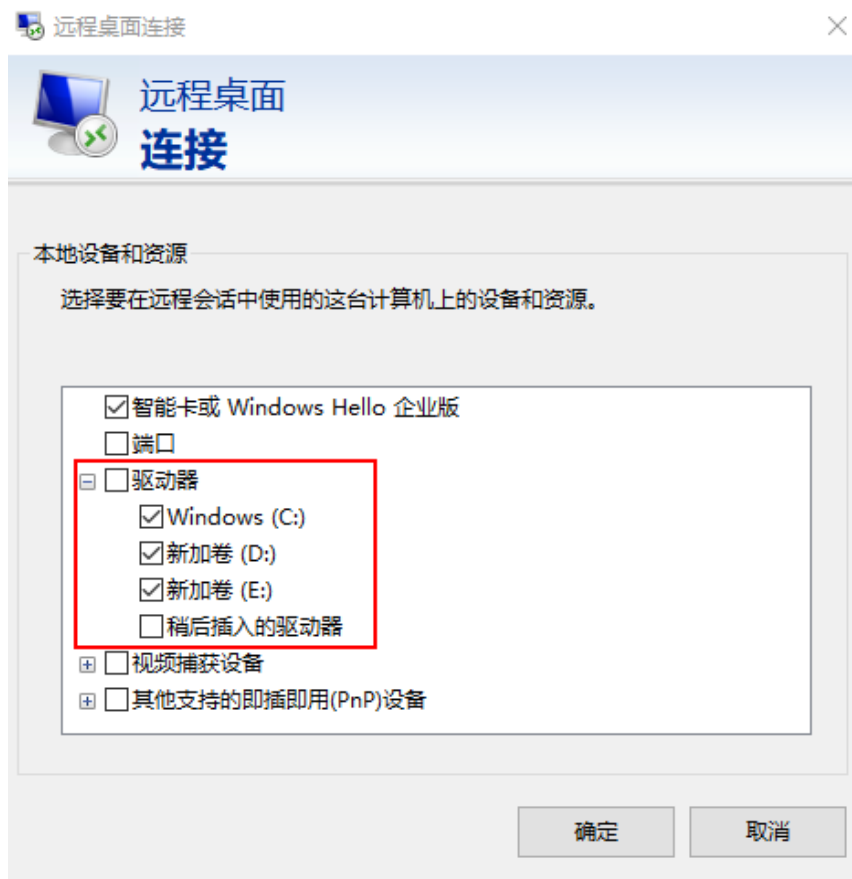 远程桌面连接
远程桌面
连接
本地设备和资源
选择要在远程会话中使用的这台计算机上的设备和资源。
智能卡或 Windows Hello 企业版
端口
驱动器
Windows (C:)
新加卷 (D:)
新加卷 (E:)
稍后插入的驱动器
视频捕获设备
其他支持的即插即用(PnP)设备
确定
取消